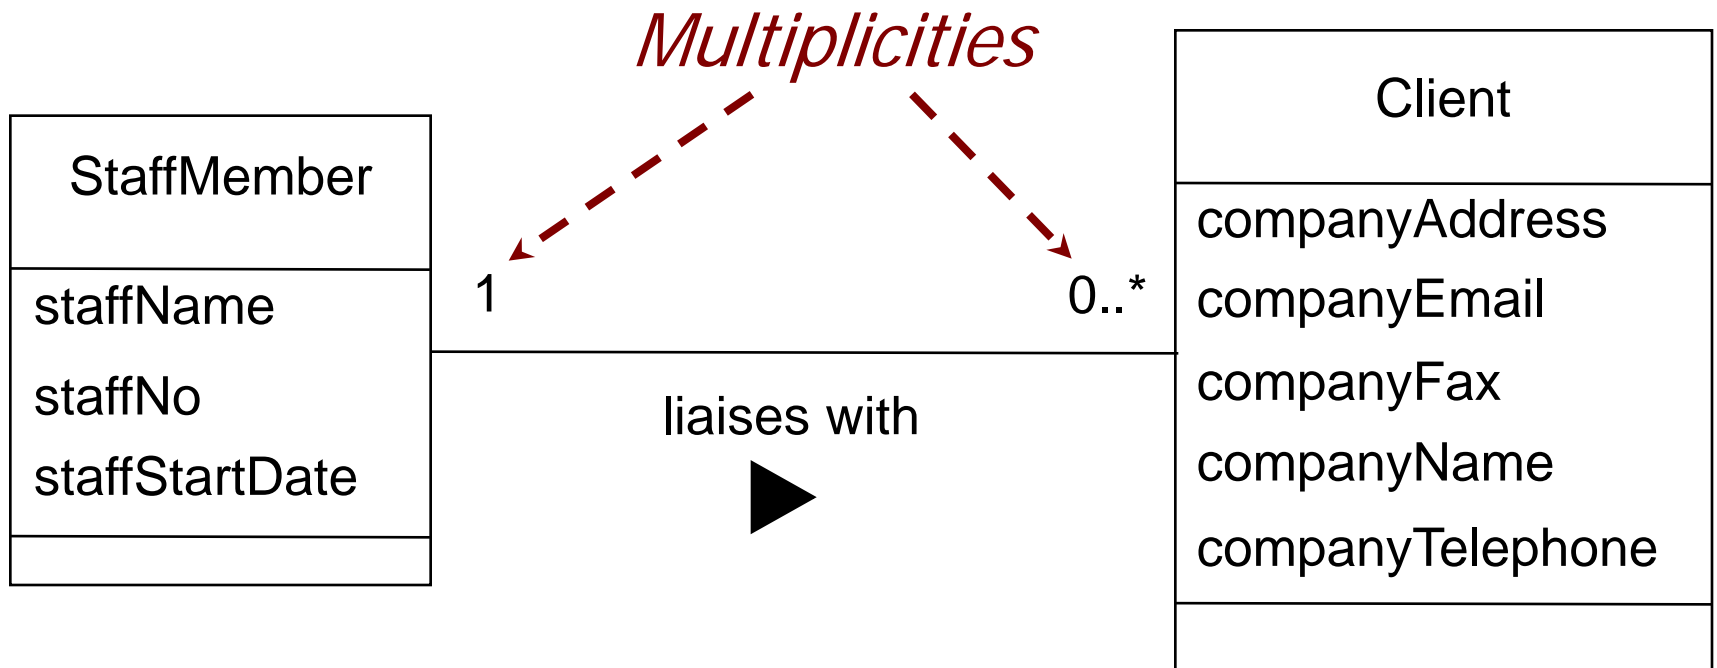 Multiplicities
StaffMember
staffName
staffNo
staffStartDate
1
0..*
liaises with
Client
companyAddress
companyEmail
companyFax
companyName
companyTelephone